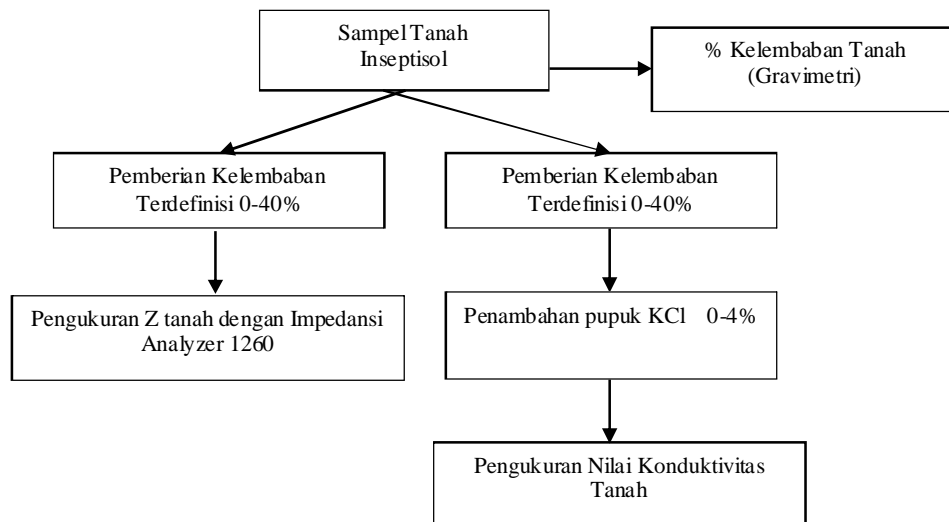 Sampel Tanah
Inseptisol
% Kelembaban Tanah
(Gravimetri)
Pemberian Kelembaban
Terdefinisi 0-40%
Pemberian Kelembaban
Terdefinisi 0-40%
Pengukuran Z tanah dengan Impedansi
Analyzer 1260
Penambahan pupuk KCl 0-4%
Pengukuran Nilai Konduktivitas
Tanah